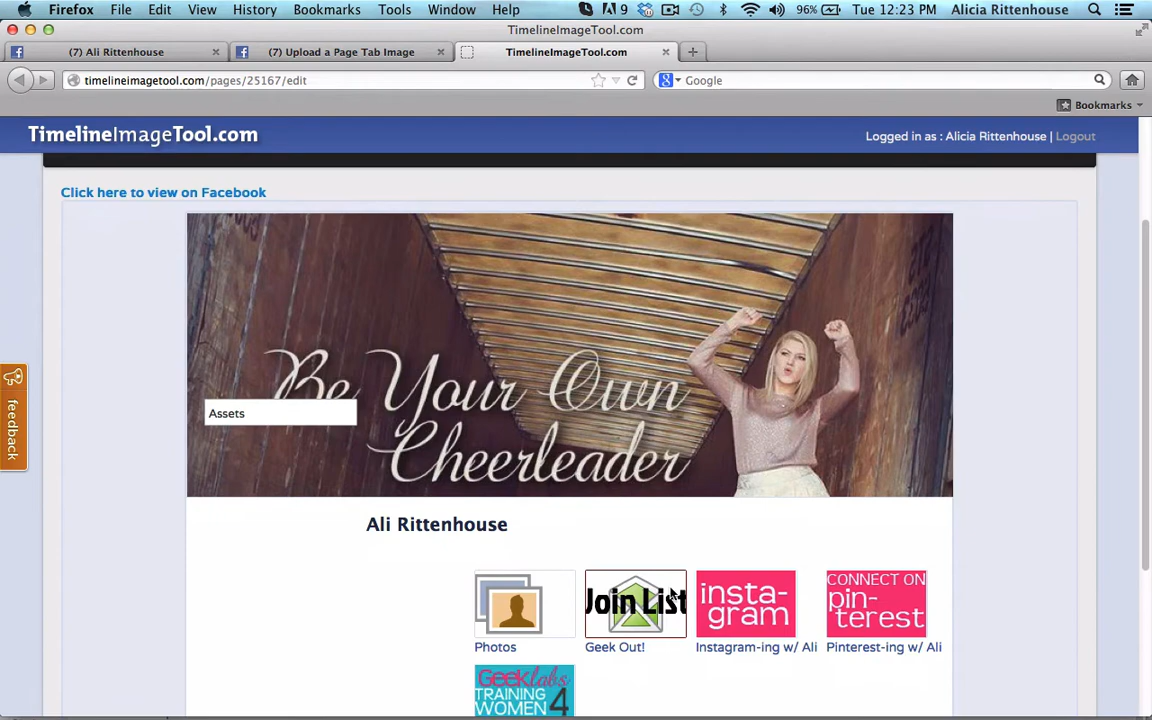 Firefox File Edit View History Bookmarks Tools Window Help 9 96% Tue 12:23 PM Alicia Rittenhouse
TimelineImageTool.com
(7) Ali Rittenhouse (7) Upload a Page Tab Image TimelineImageTool.com
timelineimagetool.com/pages/25167/edit Google
Bookmarks
TimelineImageTool.com Logged in as : Alicia Rittenhouse | Logout
Click here to view on Facebook
Be Your Own
Cheerleader
Assets
feedback
Ali Rittenhouse
Join List
insta-
gram
CONNECT ON
pin-
terest
Photos Geek Out! Instagram-ing w/ Ali Pinterest-ing w/ Ali
Geeklabs
TRAINING
WOMEN 4